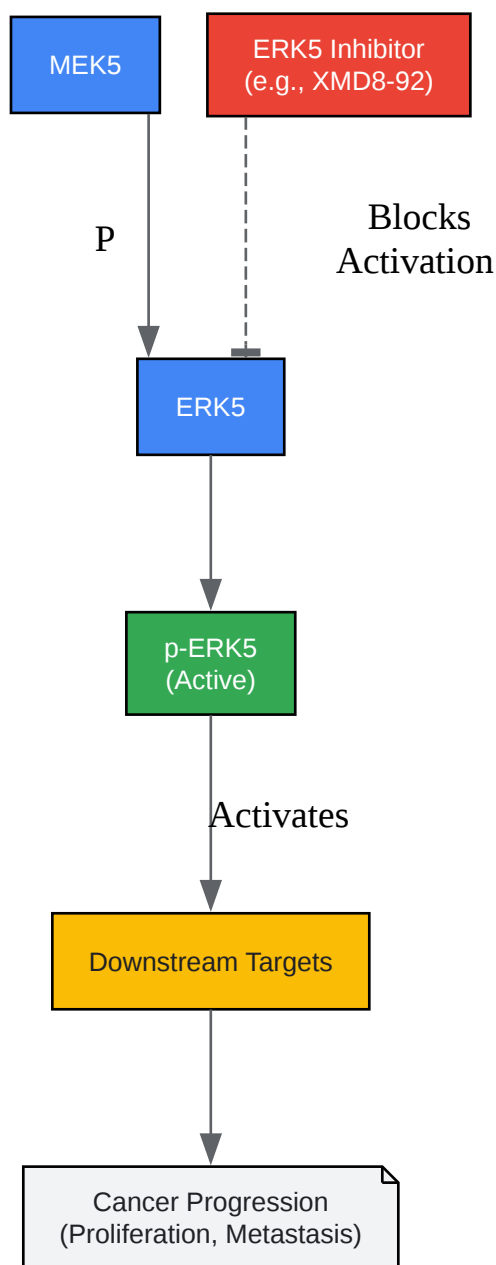 MEK5
ERK5 Inhibitor
(e.g., XMD8-92)
P
Blocks
Activation
ERK5
p-ERK5
(Active)
Activates
Downstream Targets
Cancer Progression
(Proliferation, Metastasis)